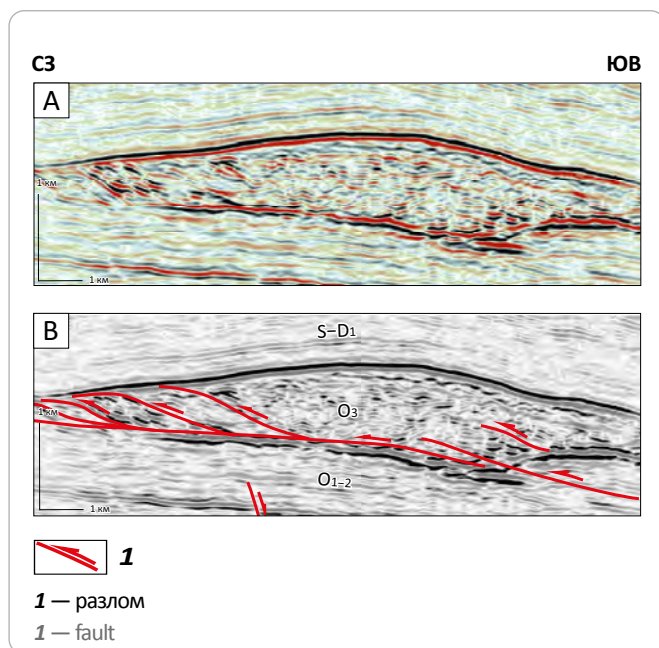 СЗ ЮВ
A
1 км
1 км
B
S–D1
O3
1 км
O1–2
1 км
1
1 — разлом
1 — fault